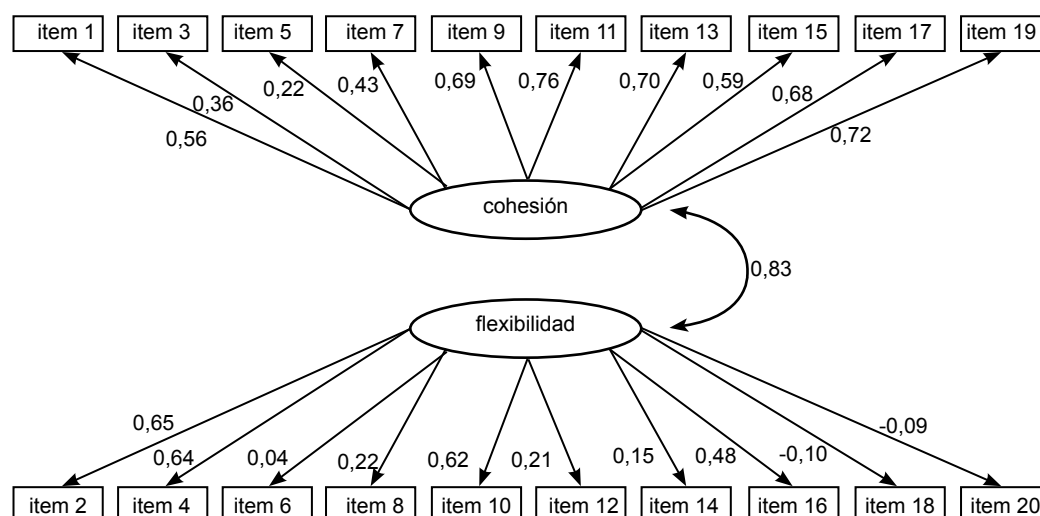 item 1 item 3 item 5 item 7 item 9 item 11 item 13 item 15 item 17 item 19
0,56 0,36 0,22 0,43 0,69 0,76 0,70 0,59 0,68 0,72
cohesión
0,83
flexibilidad
0,65 0,64 0,04 0,22 0,62 0,21 0,15 0,48 -0,10 -0,09
item 2 item 4 item 6 item 8 item 10 item 12 item 14 item 16 item 18 item 20